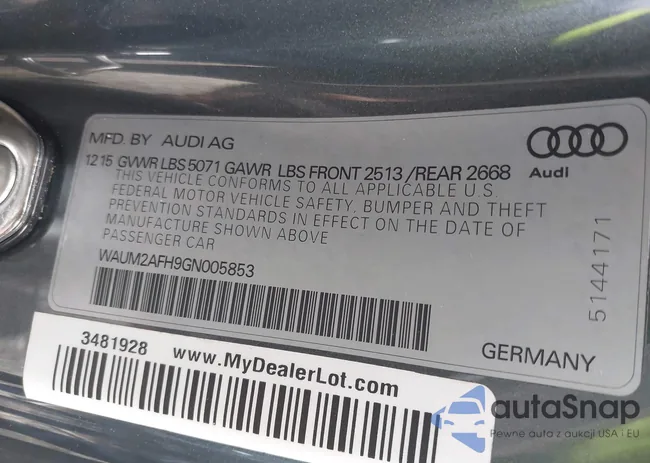 MFD. BY AUDI AG
12 15 GVWR LBS 5071 GAWR LBS FRONT 2513 /REAR 2668
THIS VEHICLE CONFORMS TO ALL APPLICABLE U.S.
FEDERAL MOTOR VEHICLE SAFETY, BUMPER AND THEFT
PREVENTION STANDARDS IN EFFECT ON THE DATE OF
MANUFACTURE SHOWN ABOVE
PASSENGER CAR
WAUM2AFH9GN005853
Audi
5144171
GERMANY
3481928 www.MyDealerLot.com
autaSnap
Pewne auta z aukcji USA i EU